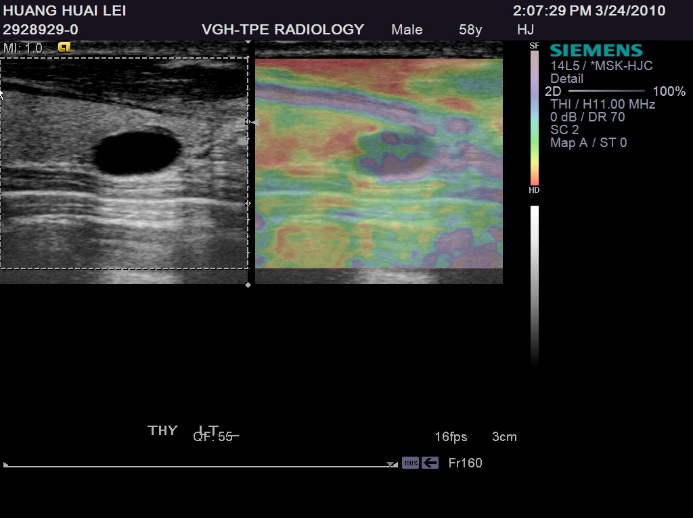 HUANG HUAI LEI
2928929-0
VGH-TPE RADIOLOGY
Male
58y
HJ
2:07:29 PM 3/24/2010
MI: 1.0
SF
HD
SIEMENS
14L5 / *MSK-HJC
Detail
2D 100%
THI / H11.00 MHz
0 dB / DR 70
SC 2
Map A / ST 0
THY LT
QF: 55
16fps
3cm
100%
Fr160